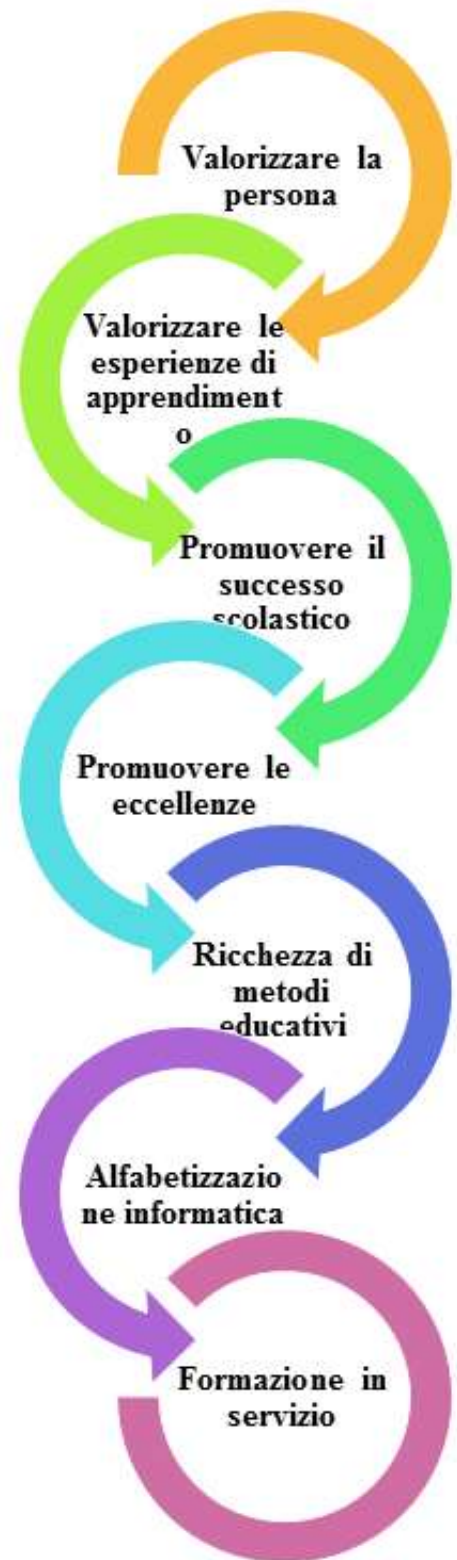 Valorizzare la
persona
Valorizzare le
esperienze di
apprendiment
o
Promuovere il
successo
scolastico
Promuovere le
eccellenze
Ricchezza di
metodi
educativi
Alfabetizzazio
ne informatica
Formazione in
servizio